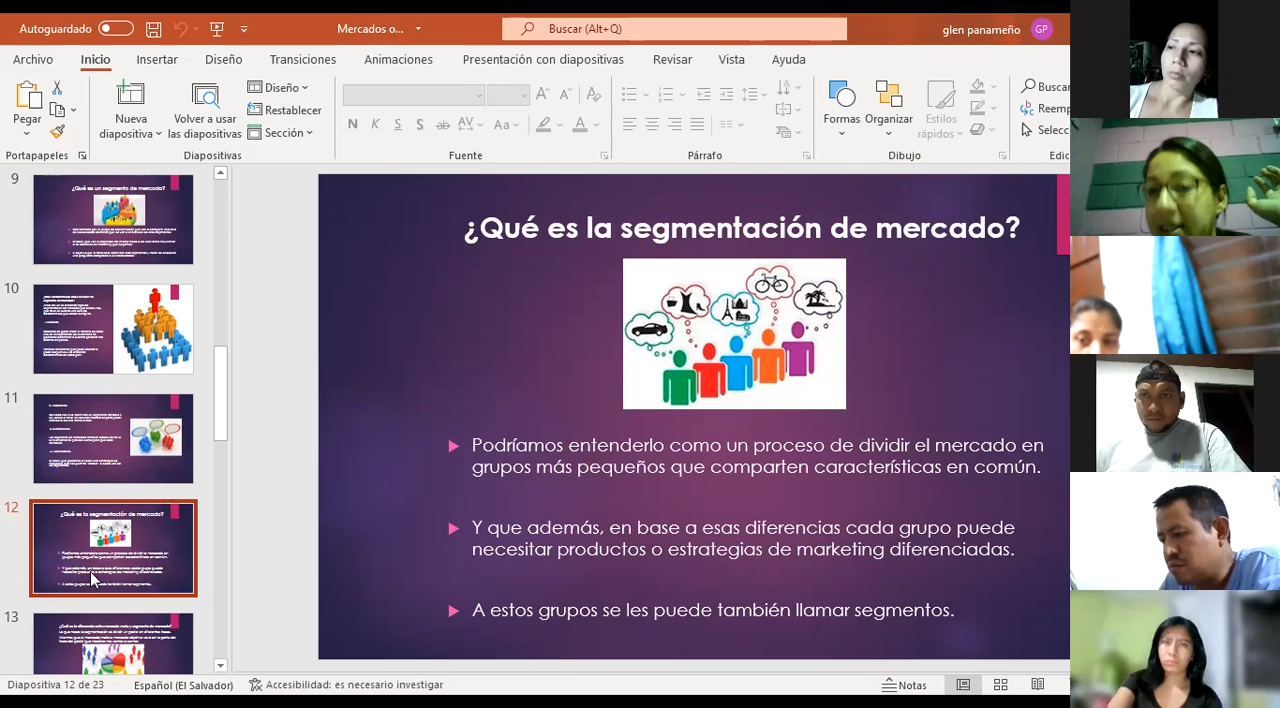 Autoguardado
Mercados o...
Buscar (Alt+Q)
glen panameño
GP
Archivo
Inicio
Insertar
Diseño
Transiciones
Animaciones
Presentación con diapositivas
Revisar
Vista
Ayuda
Pegar
Nueva
diapositiva
Volver a usar
las diapositivas
Diseño
Restablecer
Sección
Formas
Organizar
Estilos
rápidos
Buscar
Reemp
Selecc
Portapapeles
Diapositivas
Fuente
Párrafo
Dibujo
Edic
9
¿Qué es un segmento de mercado?
10
11
12
¿Qué es la segmentación de mercado?
13
¿Qué es la segmentación de mercado?
Podríamos entenderlo como un proceso de dividir el mercado en
grupos más pequeños que comparten características en común.
Y que además, en base a esas diferencias cada grupo puede
necesitar productos o estrategias de marketing diferenciadas.
A estos grupos se les puede también llamar segmentos.
Diapositiva 12 de 23
Español (El Salvador)
Accesibilidad: es necesario investigar
Notas